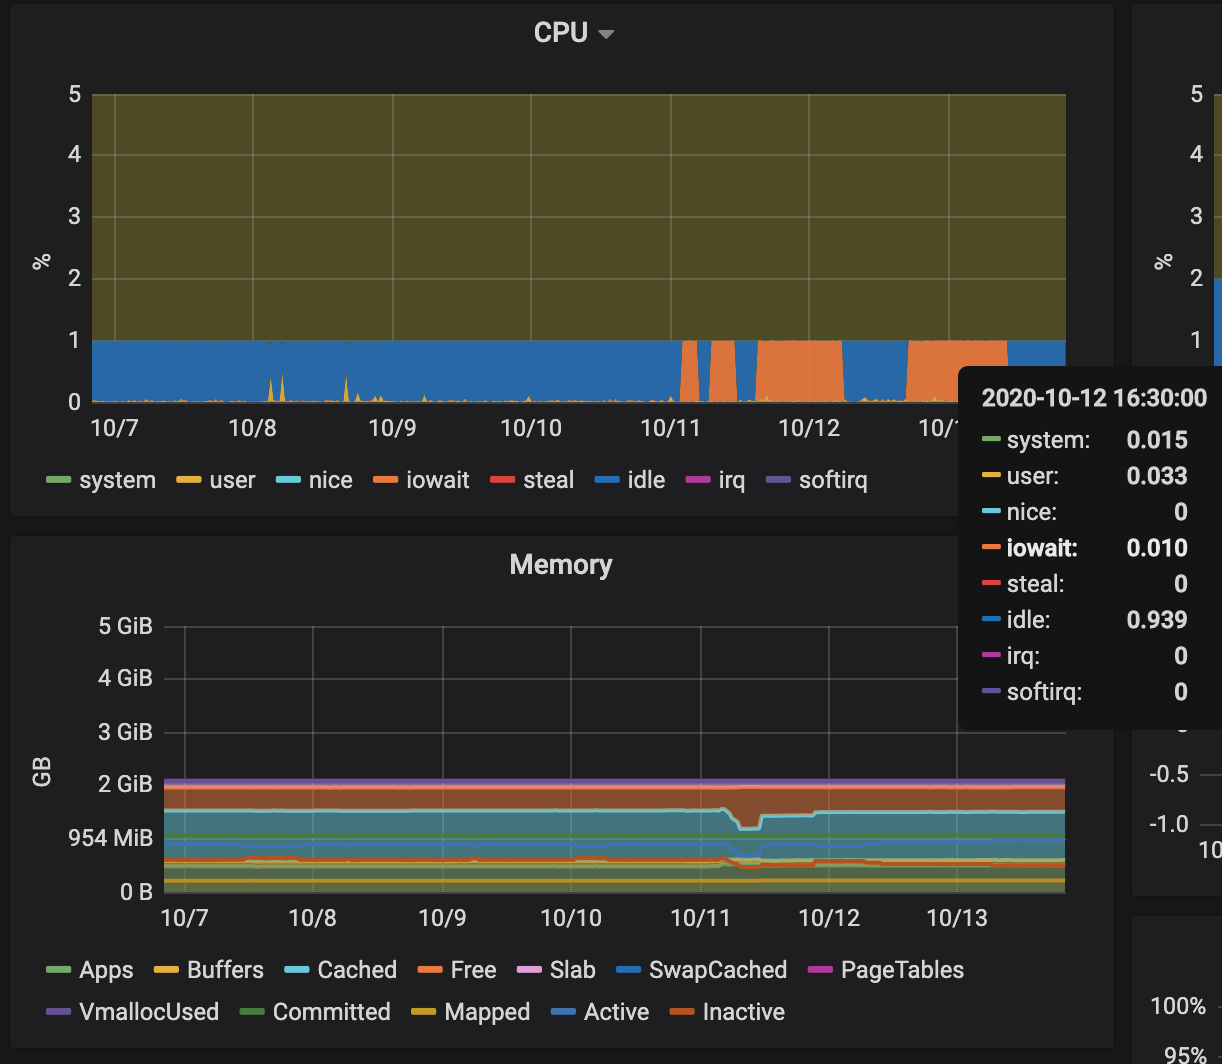 CPU
5
4
3
2
1
0
%
10/7 10/8 10/9 10/10 10/11 10/12 10/1
system user nice iowait steal idle irq softirq
5
4
3
2
1
%
2020-10-12 16:30:00
system: 0.015
user: 0.033
nice: 0
iowait: 0.010
steal: 0
idle: 0.939
irq: 0
softirq: 0
Memory
5 GiB
4 GiB
3 GiB
2 GiB
954 MiB
0 B
GB
10/7 10/8 10/9 10/10 10/11 10/12 10/13
Apps Buffers Cached Free Slab SwapCached PageTables
VmallocUsed Committed Mapped Active Inactive
-0.5
-1.0
10
100%
95%